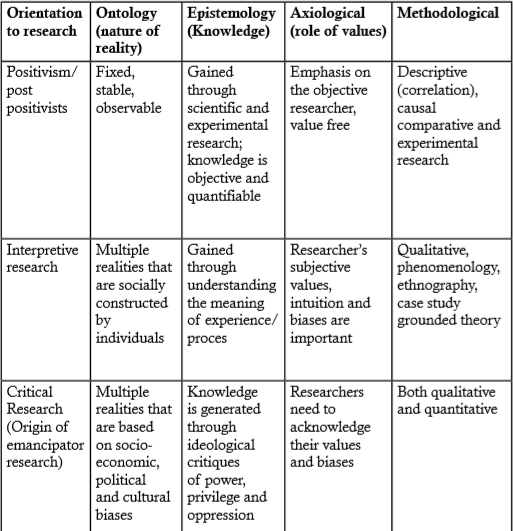 Orientation to research
Ontology (nature of reality)
Epistemology (Knowledge)
Axiological (role of values)
Methodological
Positivism/
post
positivists
Fixed,
stable,
observable
Gained
through
scientific and
experimental
research;
knowledge is
objective and
quantifiable
Emphasis on
the objective
researcher,
value free
Descriptive
(correlation),
causal
comparative and
experimental
research
Interpretive
research
Multiple
realities that
are socially
constructed
by
individuals
Gained
through
understanding
the meaning
of experience/
proces
Researcher's
subjective
values,
intuition and
biases are
important
Qualitative,
phenomenology,
ethnography,
case study
grounded theory
Critical
Research
(Origin of
emancipator
research)
Multiple
realities that
are based
on socio-
economic,
political
and cultural
biases
Knowledge
is generated
through
ideological
critiques
of power,
privilege and
oppression
Researchers
need to
acknowledge
their values
and biases
Both qualitative
and quantitative